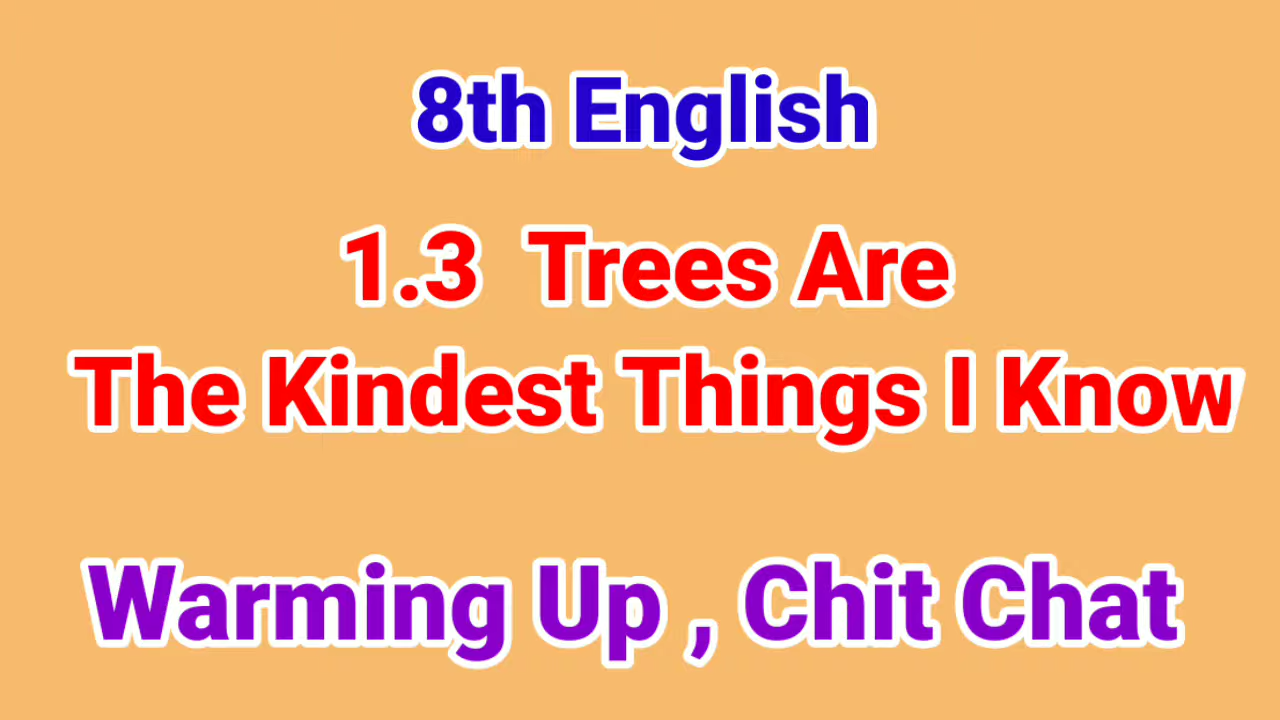 8th English
1.3 Trees Are
The Kindest Things I Know
Warming Up , Chit Chat